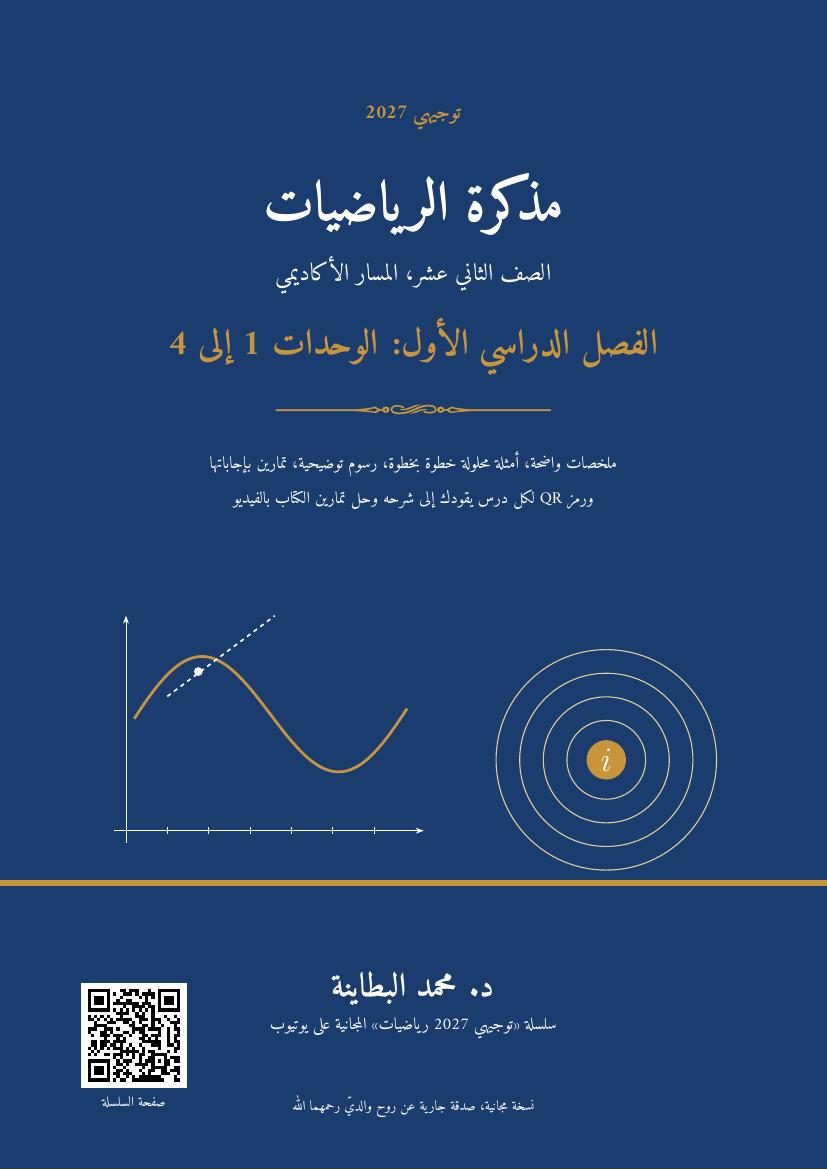 توجيهي 2027
مذكرة الرياضيات
الصف الثاني عشر، المسار الأكاديمي
الفصل الدراسي الأول: الوحدات 1 إلى 4
ملخصات واضحة، أمثلة محلولة خطوة بخطوة، رسوم توضيحية، تمارين بإجاباتها
ورمز QR لكل درس يقودك إلى شرحه وحل تمارين الكتاب بالفيديو
i
د. محمد البطاينة
سلسلة «توجيهي 2027 رياضيات» المجانية على يوتيوب
صفحة السلسلة
نسخة مجانية، صدقة جارية عن روح والديّ رحمهما الله